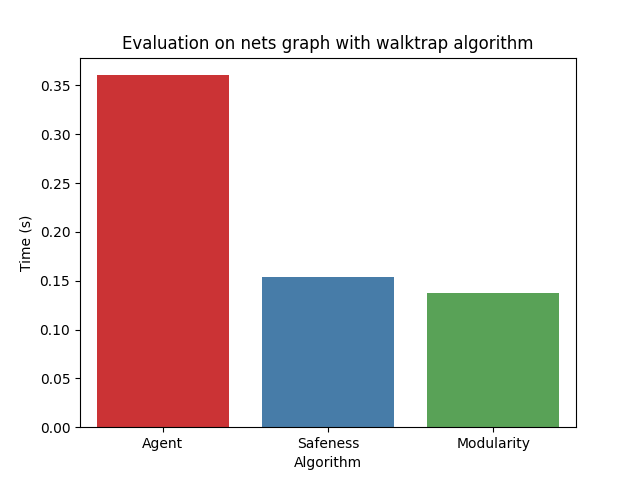 Evaluation on nets graph with walktrap algorithm
0.35
0.30
0.25
0.20
0.15
0.10
0.05
0.00
Time (s)
Agent Safeness Modularity
Algorithm